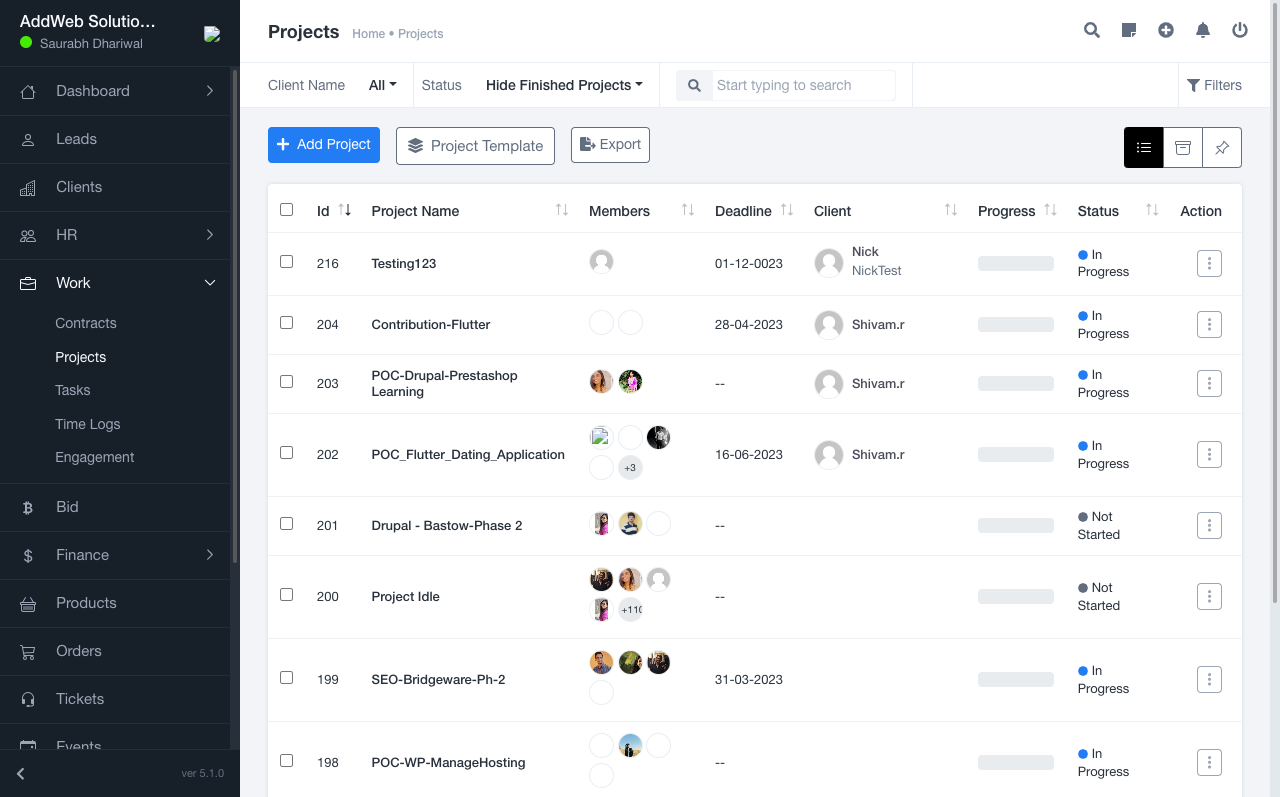 AddWeb Solutio...
Saurabh Dhariwal
Dashboard
Leads
Clients
HR
Work
Contracts
Projects
Tasks
Time Logs
Engagement
Bid
Finance
Products
Orders
Tickets
Events
ver 5.1.0
Projects
Home • Projects
Client Name All
Status Hide Finished Projects
Start typing to search
Filters
Add Project
Project Template
Export
Id Project Name Members Deadline Client Progress Status Action
216 Testing123 01-12-0023 Nick
NickTest
In
Progress
204 Contribution-Flutter 28-04-2023 Shivam.r In
Progress
203 POC-Drupal-Prestashop
Learning
-- Shivam.r In
Progress
202 POC_Flutter_Dating_Application +3 16-06-2023 Shivam.r In
Progress
201 Drupal - Bastow-Phase 2 -- Not
Started
200 Project Idle +110 -- Not
Started
199 SEO-Bridgeware-Ph-2 31-03-2023 In
Progress
198 POC-WP-ManageHosting -- In
Progress